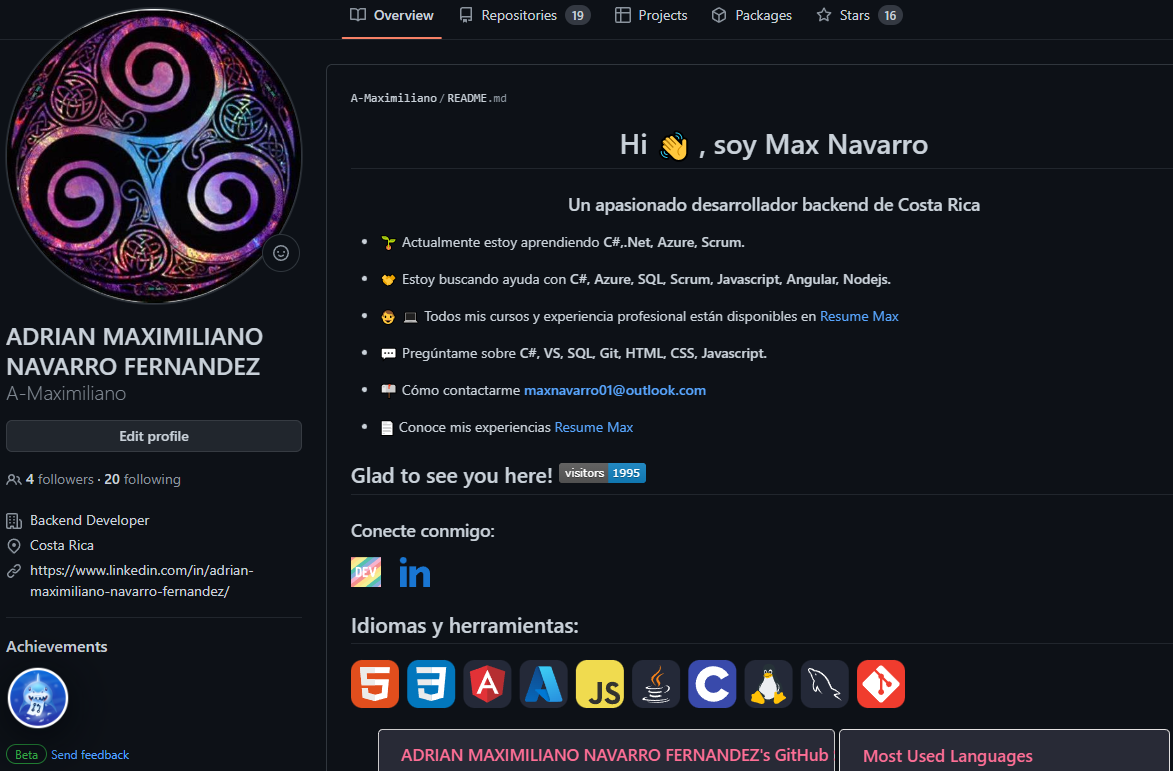 Overview Repositories 19 Projects Packages Stars 16
A-Maximiliano/README.md
Hi 👋 , soy Max Navarro
Un apasionado desarrollador backend de Costa Rica
🌱 Actualmente estoy aprendiendo C#,.Net, Azure, Scrum.
🤝 Estoy buscando ayuda con C#, Azure, SQL, Scrum, Javascript, Angular, Nodejs.
👨 💻 Todos mis cursos y experiencia profesional están disponibles en Resume Max
💬 Pregúntame sobre C#, VS, SQL, Git, HTML, CSS, Javascript.
📫 Cómo contactarme maxnavarro01@outlook.com
📄 Conoce mis experiencias Resume Max
Glad to see you here! visitors 1995
Conecte conmigo:
DEV in
Idiomas y herramientas:
5 3 A JS C
ADRIAN MAXIMILIANO NAVARRO FERNANDEZ's GitHub
Most Used Languages
ADRIAN MAXIMILIANO
NAVARRO FERNANDEZ
A-Maximiliano
Edit profile
4 followers · 20 following
Backend Developer
Costa Rica
https://www.linkedin.com/in/adrian-
maximiliano-navarro-fernandez/
Achievements
Beta Send feedback